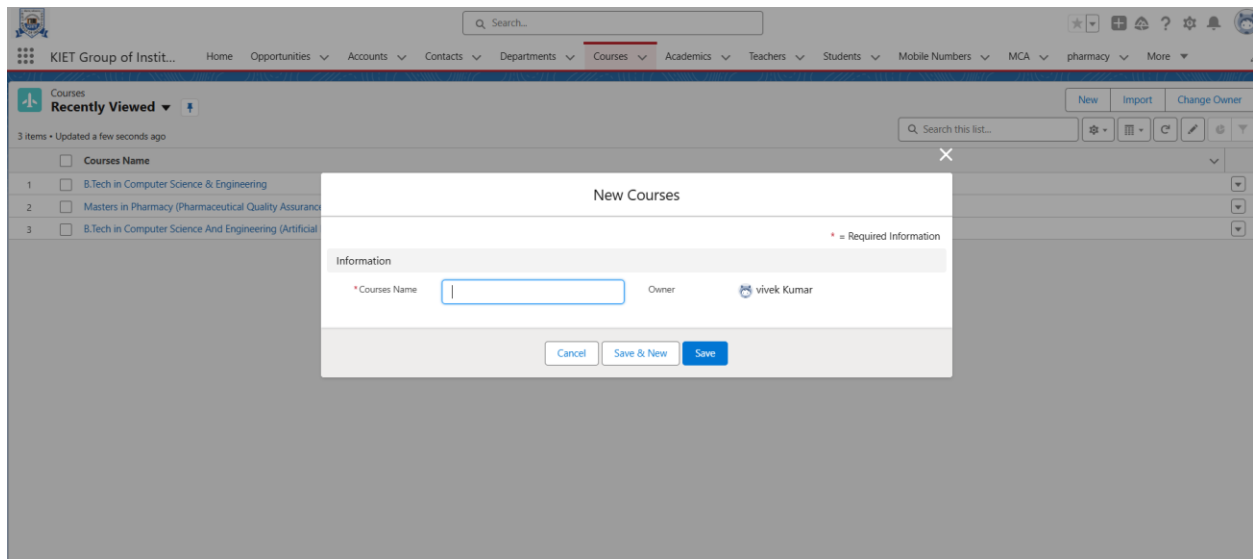 Search...
KIET Group of Instit... Home Opportunities Accounts Contacts Departments Courses Academics Teachers Students Mobile Numbers MCA pharmacy More
Courses
Recently Viewed
New Import Change Owner
3 items • Updated a few seconds ago
Search this list...
Courses Name
1 B.Tech in Computer Science & Engineering
2 Masters in Pharmacy (Pharmaceutical Quality Assurance
3 B.Tech in Computer Science And Engineering (Artificial
New Courses
* = Required Information
Information
*Courses Name Owner vivek Kumar
Cancel Save & New Save